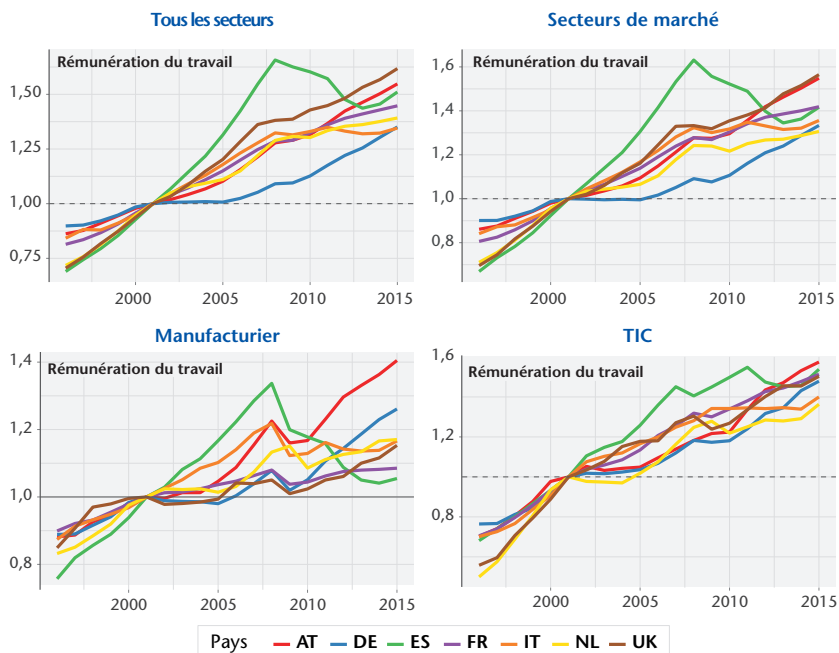 Tous les secteurs
Rémunération du travail
1,50
1,25
1,00
0,75
2000 2005 2010 2015
Secteurs de marché
Rémunération du travail
1,6
1,4
1,2
1,0
0,8
2000 2005 2010 2015
Manufacturier
Rémunération du travail
1,4
1,2
1,0
0,8
2000 2005 2010 2015
TIC
Rémunération du travail
1,6
1,2
1,0
0,8
2000 2005 2010 2015
Pays AT DE ES FR IT NL UK